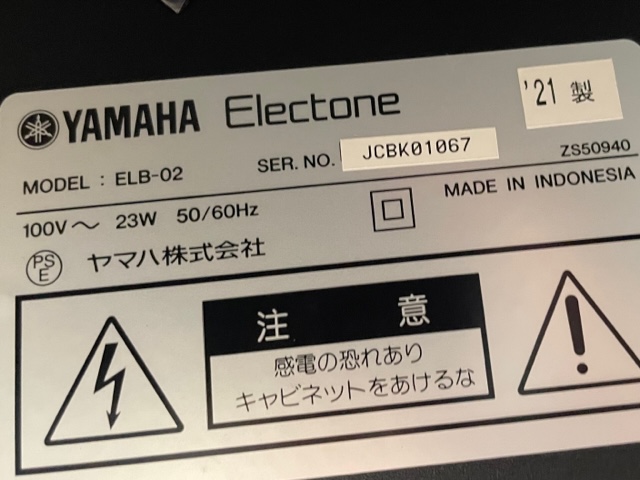 YAMAHA Electone
'21 製
MODEL : ELB-02
SER. NO. JCBK01067
ZS50940
100V〜 23W 50/60Hz
MADE IN INDONESIA
PSE ヤマハ株式会社
注意
感電の恐れあり
キャビネットをあけるな